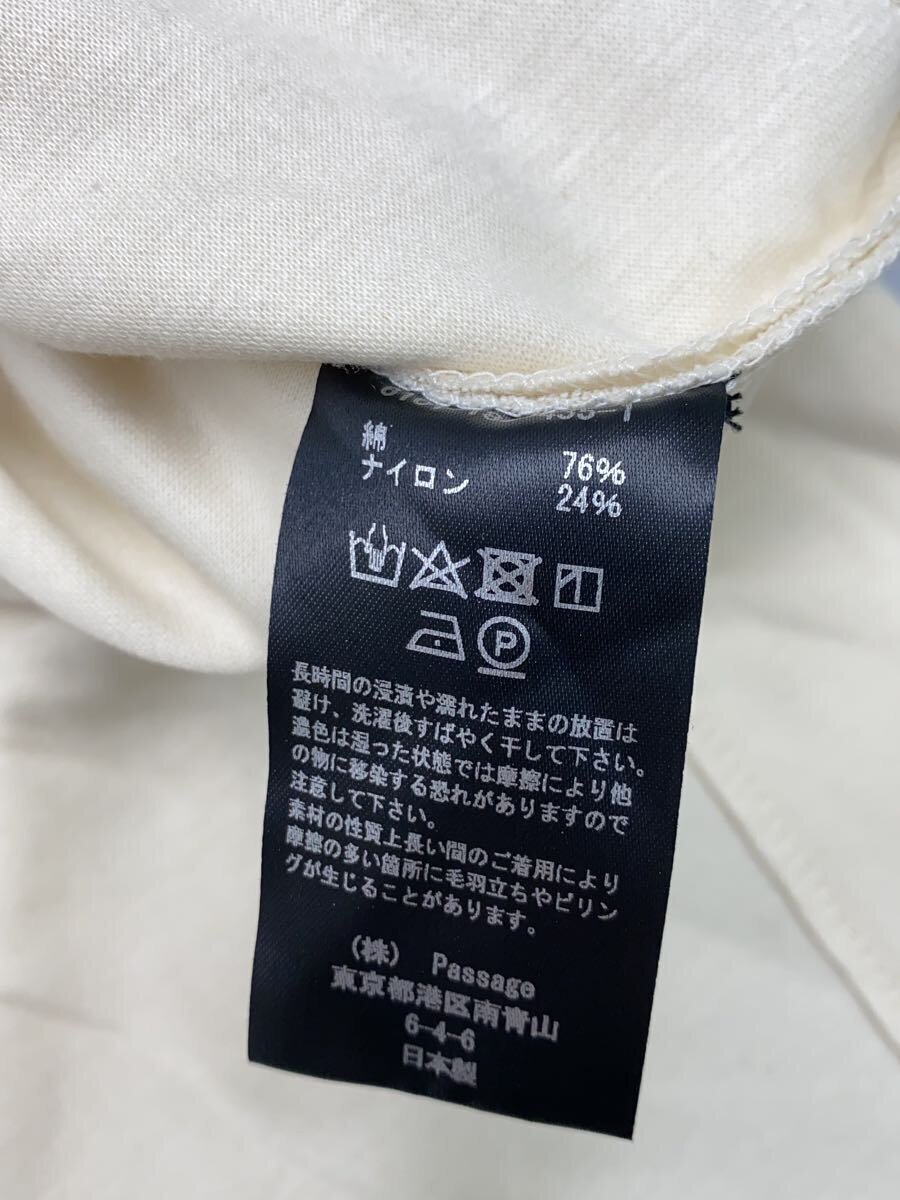 綿 76%
ナイロン 24%
P
長時間の浸漬や濡れたままの放置は
避け、洗濯後すばやく干して下さい。
濃色は湿った状態では摩擦により他
の物に移染する恐れがありますので
注意して下さい。
素材の性質上長い間のご着用により
摩擦の多い箇所に毛羽立ちやピリン
グが生じることがあります。
(株) Passage
東京都港区南青山
6-4-6
日本製